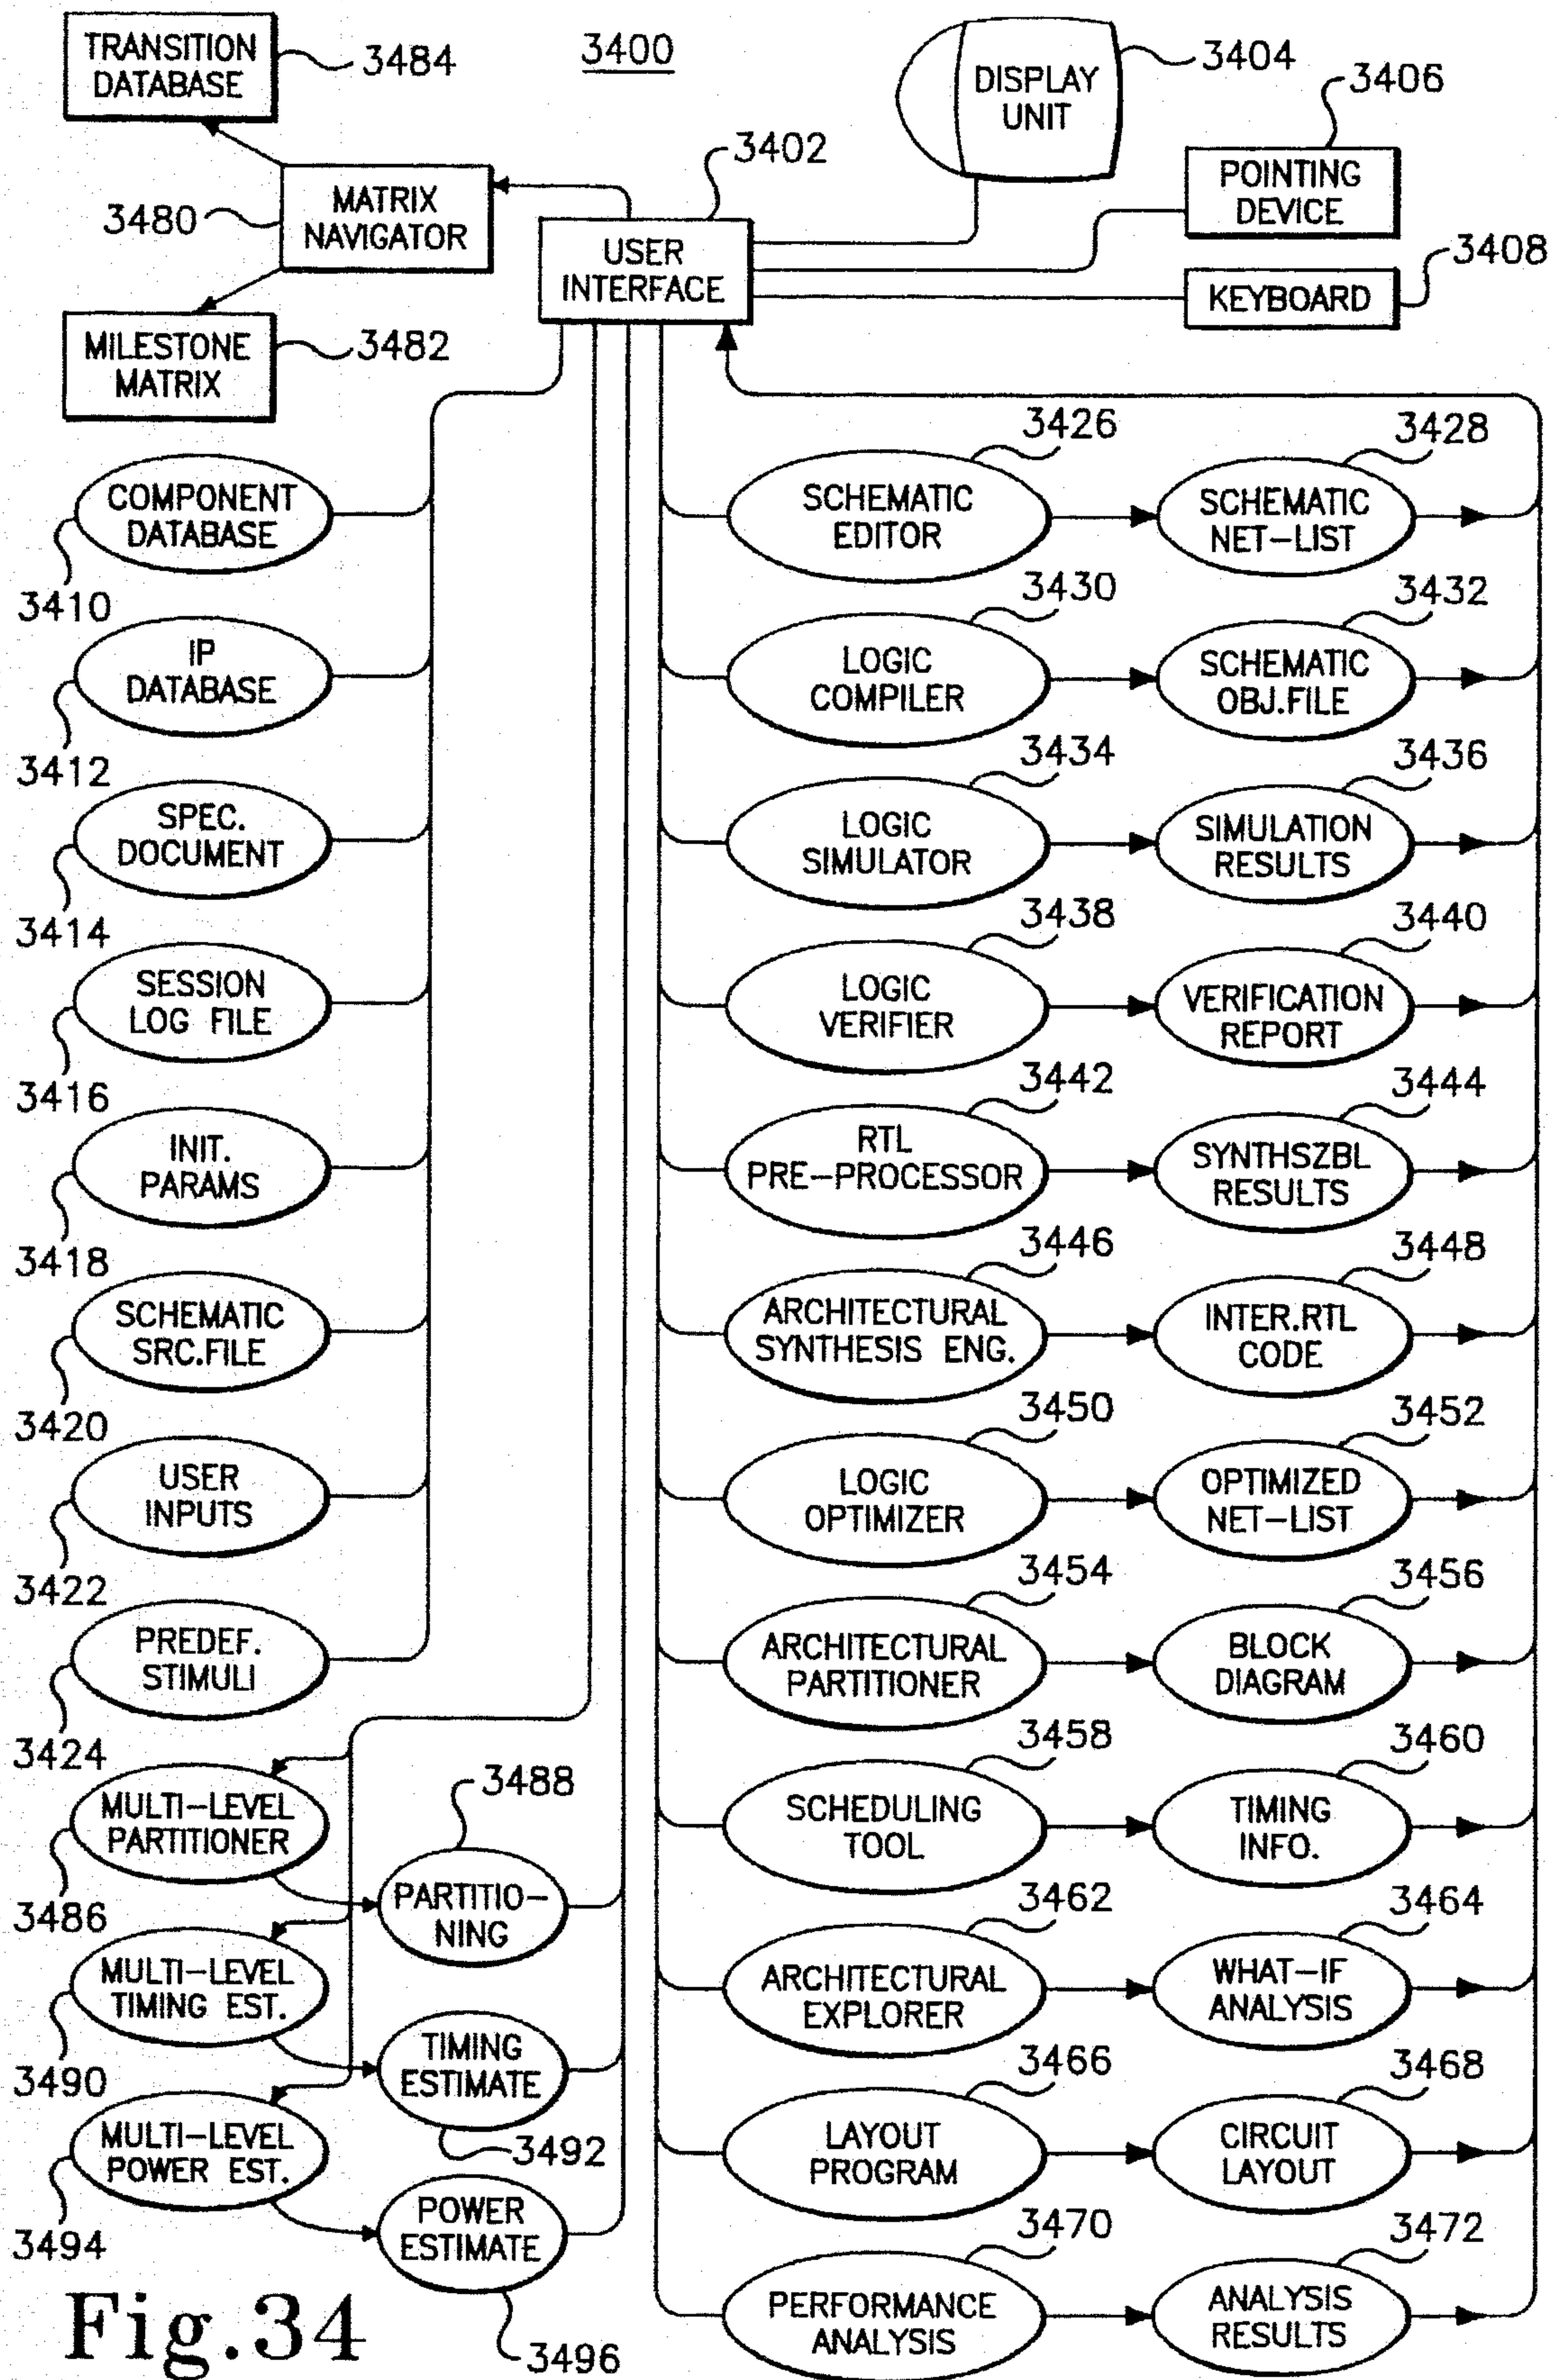 TRANSITION
DATABASE
3484
3400
DISPLAY
UNIT
3404
3406
POINTING
DEVICE
3402
MATRIX
NAVIGATOR
3480
USER
INTERFACE
3408
KEYBOARD
MILESTONE
MATRIX
3482
COMPONENT
DATABASE
3410
IP
DATABASE
3412
SPEC.
DOCUMENT
3414
SESSION
LOG FILE
3416
INIT.
PARAMS
3418
SCHEMATIC
SRC.FILE
3420
USER
INPUTS
3422
PREDEF.
STIMULI
3424
MULTI-LEVEL
PARTITIONER
3486
3488
PARTITIO-
NING
MULTI-LEVEL
TIMING EST.
3490
TIMING
ESTIMATE
3492
MULTI-LEVEL
POWER EST.
3494
POWER
ESTIMATE
3496
3426
SCHEMATIC
EDITOR
3428
SCHEMATIC
NET-LIST
3430
LOGIC
COMPILER
3432
SCHEMATIC
OBJ.FILE
3434
LOGIC
SIMULATOR
3436
SIMULATION
RESULTS
3438
LOGIC
VERIFIER
3440
VERIFICATION
REPORT
3442
RTL
PRE-PROCESSOR
3444
SYNTHSZBL
RESULTS
3446
ARCHITECTURAL
SYNTHESIS ENG.
3448
INTER.RTL
CODE
3450
LOGIC
OPTIMIZER
3452
OPTIMIZED
NET-LIST
3454
ARCHITECTURAL
PARTITIONER
3456
BLOCK
DIAGRAM
3458
SCHEDULING
TOOL
3460
TIMING
INFO.
3462
ARCHITECTURAL
EXPLORER
3464
WHAT-IF
ANALYSIS
3466
LAYOUT
PROGRAM
3468
CIRCUIT
LAYOUT
3470
PERFORMANCE
ANALYSIS
3472
ANALYSIS
RESULTS
Fig.34